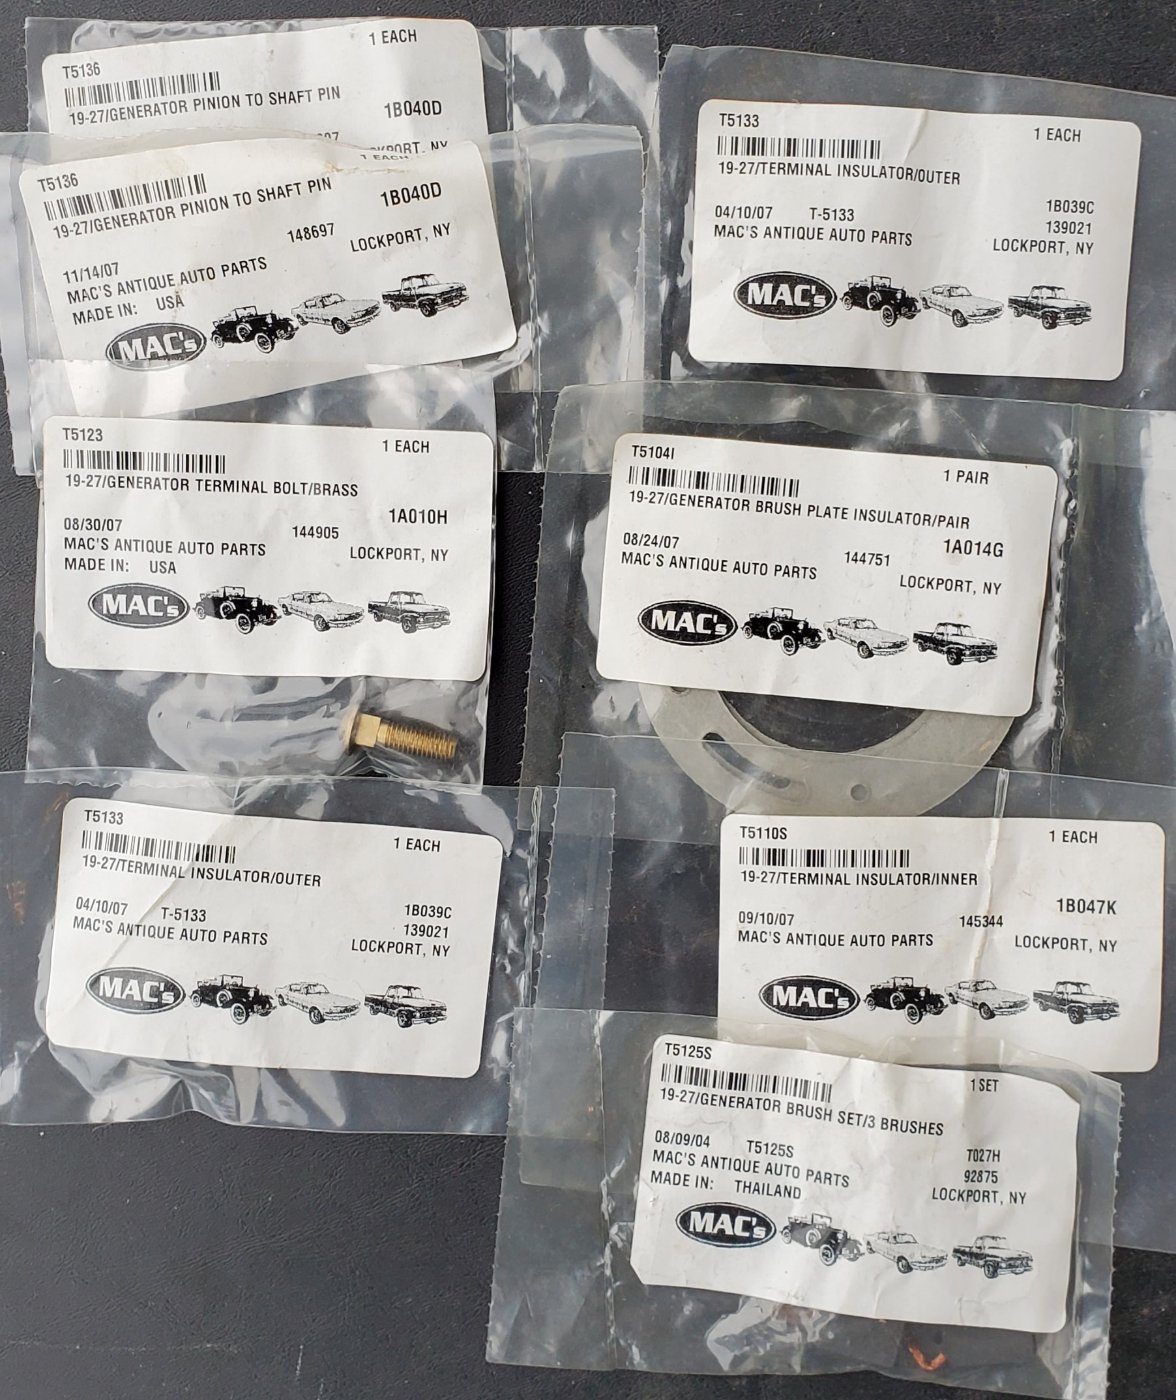 T5136
1 EACH
19-27/GENERATOR PINION TO SHAFT PIN
1B040D
T5136
1 EACH
19-27/GENERATOR PINION TO SHAFT PIN
1B040D
148697
LOCKPORT, NY
11/14/07
MAC'S ANTIQUE AUTO PARTS
MADE IN: USA
MAC's
T5133
1 EACH
19-27/TERMINAL INSULATOR/OUTER
1B039C
04/10/07 T-5133
139021
MAC'S ANTIQUE AUTO PARTS
LOCKPORT, NY
MAC's
T5123
1 EACH
19-27/GENERATOR TERMINAL BOLT/BRASS
1A010H
08/30/07
144905
MAC'S ANTIQUE AUTO PARTS
LOCKPORT, NY
MADE IN: USA
MAC's
T5104I
1 PAIR
19-27/GENERATOR BRUSH PLATE INSULATOR/PAIR
1A014G
08/24/07
144751
MAC'S ANTIQUE AUTO PARTS
LOCKPORT, NY
MAC's
T5133
1 EACH
19-27/TERMINAL INSULATOR/OUTER
04/10/07 T-5133
1B039C
139021
MAC'S ANTIQUE AUTO PARTS
LOCKPORT, NY
MAC's
T5110S
1 EACH
19-27/TERMINAL INSULATOR/INNER
1B047K
09/10/07
145344
MAC'S ANTIQUE AUTO PARTS
LOCKPORT, NY
MAC's
T5125S
1 SET
19-27/GENERATOR BRUSH SET/3 BRUSHES
08/09/04 T5125S
T027H
92875
MAC'S ANTIQUE AUTO PARTS
LOCKPORT, NY
MADE IN: THAILAND
MAC's